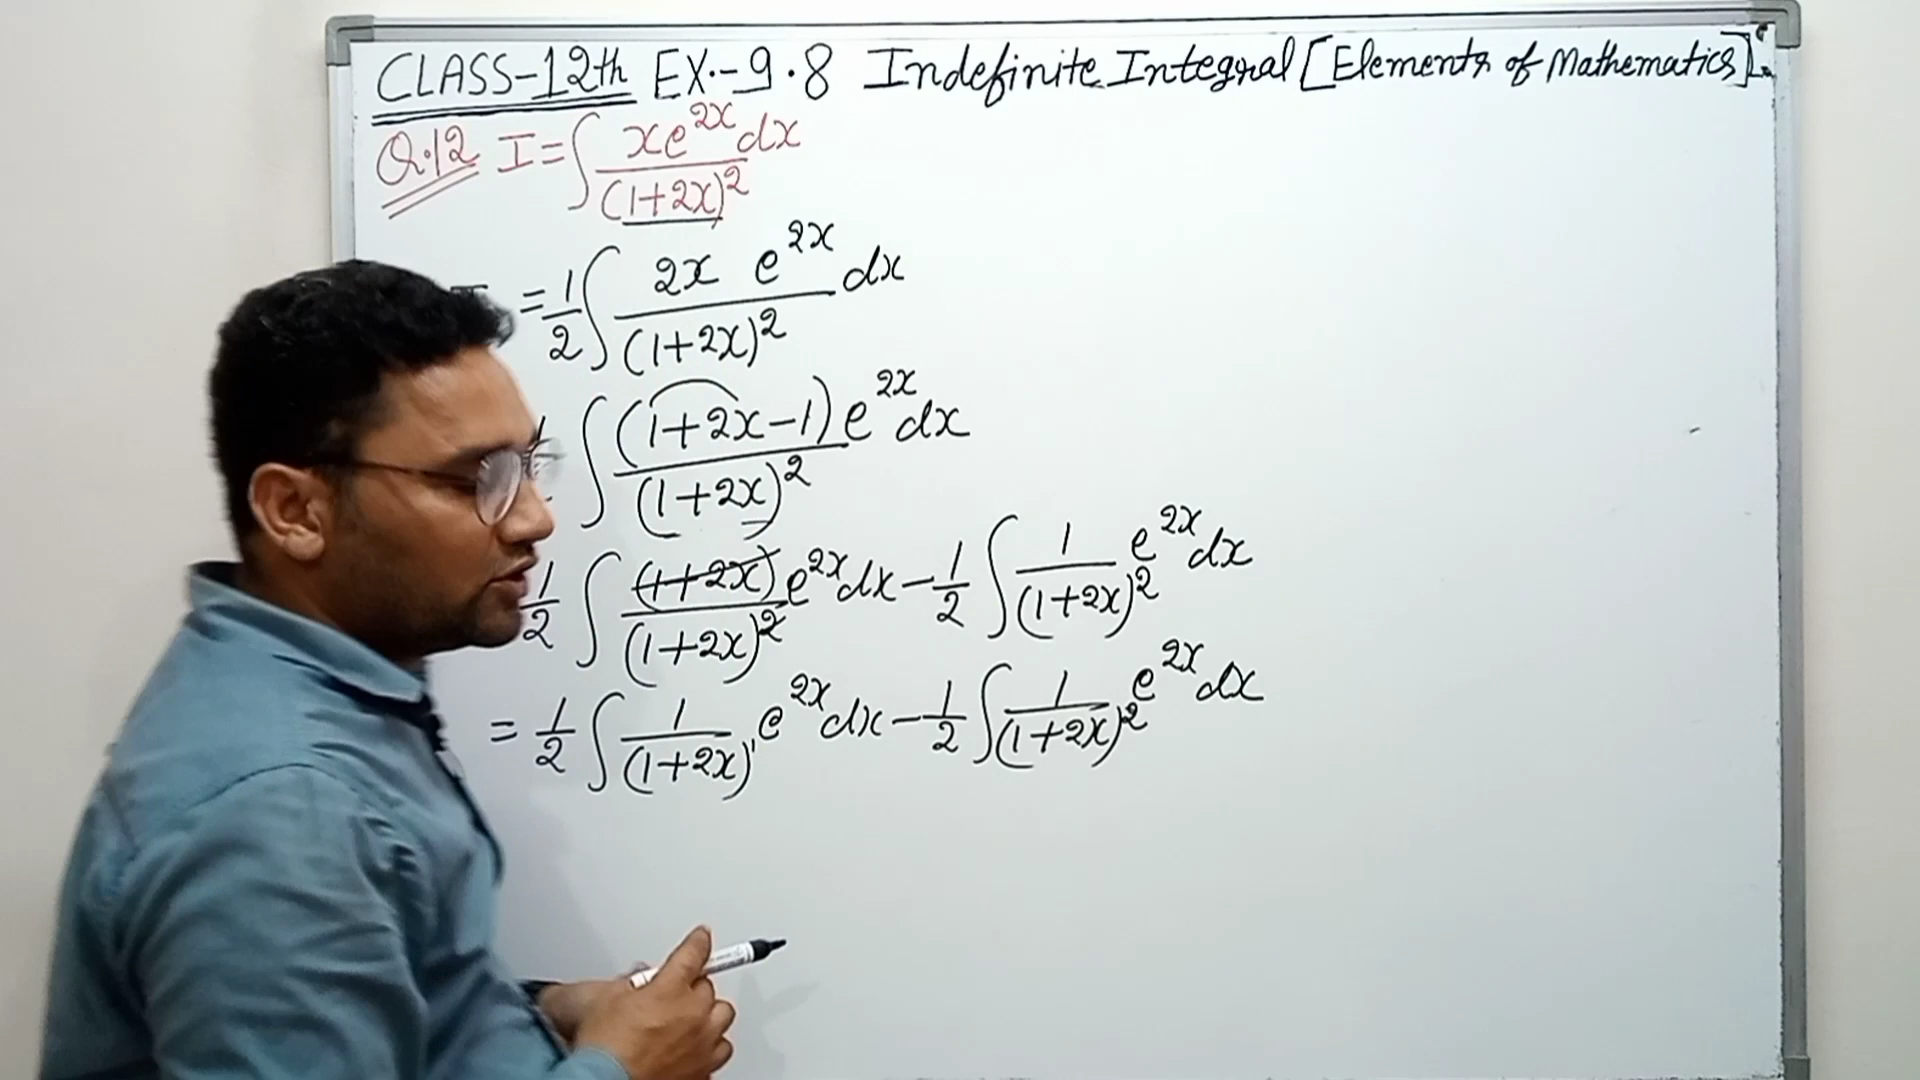 CLASS-12th EX.-9.8 Indefinite Integral [Elements of Mathematics]
Q.12 I=∫ xe^{2x}dx / (1+2x)^2
=1/2 ∫ 2x e^{2x} / (1+2x)^2 dx
∫ (1+2x-1) e^{2x} / (1+2x)^2 dx
1/2 ∫ (1+2x) / (1+2x)^2 e^{2x}dx - 1/2 ∫ 1/(1+2x)^2 e^{2x}dx
= 1/2 ∫ 1/(1+2x)^1 e^{2x}dx - 1/2 ∫ 1/(1+2x)^2 e^{2x}dx